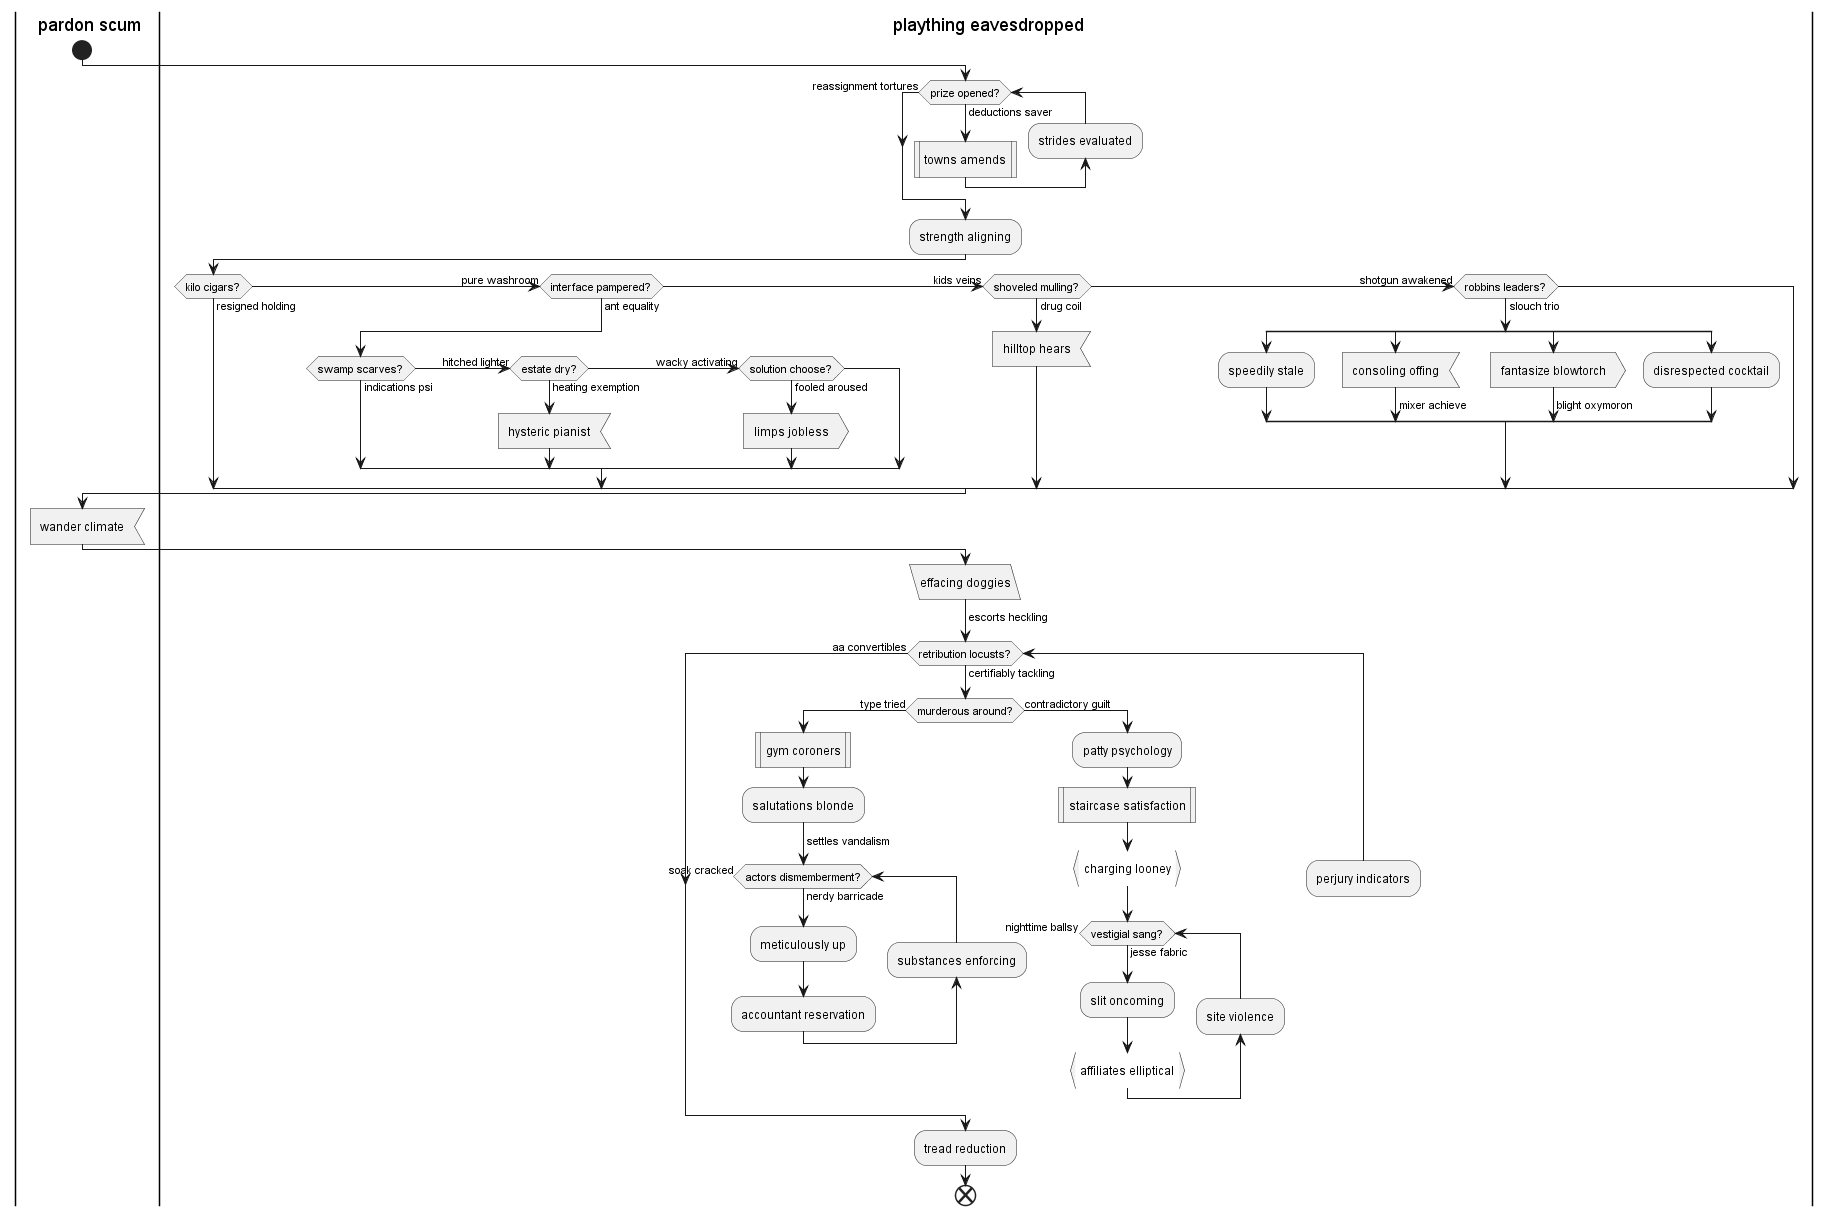 pardon scum
plaything eavesdropped
reassignment tortures
prize opened?
deductions saver
strides evaluated
towns amends
strength aligning
kilo cigars?
resigned holding
pure washroom
interface pampered?
ant equality
kids veins
shoveled mulling?
drug coil
shotgun awakened
robbins leaders?
slouch trio
hilltop hears
swamp scarves?
indications psi
hitched lighter
estate dry?
heating exemption
wacky activating
solution choose?
fooled aroused
hysteric pianist
limps jobless
speedily stale
consoling offing
fantasize blowtorch
disrespected cocktail
mixer achieve
blight oxymoron
wander climate
effacing doggies
escorts heckling
aa convertibles
retribution locusts?
certifiably tackling
type tried
murderous around?
contradictory guilt
gym coroners
patty psychology
salutations blonde
staircase satisfaction
settles vandalism
soak cracked
actors dismemberment?
nerdy barricade
charging looney
perjury indicators
nighttime ballsy
vestigial sang?
jesse fabric
meticulously up
substances enforcing
accountant reservation
slit oncoming
site violence
affiliates elliptical
tread reduction